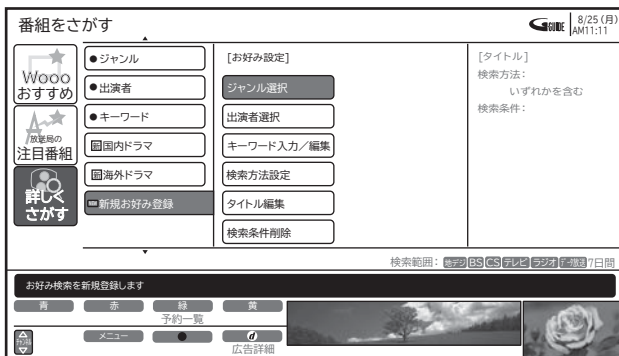 番組をさがす
GGUIDE
8/25 (月)
AM11:11
Wooo
おすすめ
放送局の
注目番組
詳しく
さがす
●ジャンル
●出演者
●キーワード
国内ドラマ
海外ドラマ
新規お好み登録
[お好み設定]
ジャンル選択
出演者選択
キーワード入力／編集
検索方法設定
タイトル編集
検索条件削除
[タイトル]
検索方法：
いずれかを含む
検索条件：
検索範囲： 地デジ BS CS テレビ ラジオ データ放送 7日間
お好み検索を新規登録します
青 赤 緑 黄
予約一覧
メニュー ● d
広告詳細